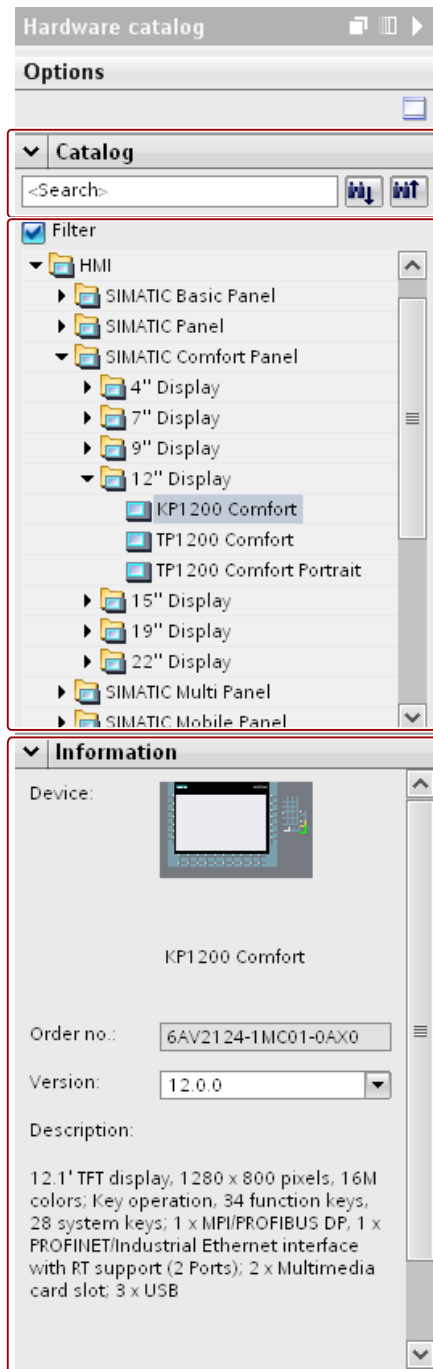 Hardware catalog
Options
Catalog
<Search>
Filter
HMI
SIMATIC Basic Panel
SIMATIC Panel
SIMATIC Comfort Panel
4'' Display
7'' Display
9'' Display
12'' Display
KP1200 Comfort
TP1200 Comfort
TP1200 Comfort Portrait
15'' Display
19'' Display
22'' Display
SIMATIC Multi Panel
SIMATIC Mobile Panel
Information
Device:
KP1200 Comfort
Order no.: 6AV2124-1MC01-0AX0
Version: 12.0.0
Description:
12.1' TFT display, 1280 x 800 pixels, 16M
colors; Key operation, 34 function keys,
28 system keys; 1 x MPI/PROFIBUS DP, 1 x
PROFINET/Industrial Ethernet interface
with RT support (2 Ports); 2 x Multimedia
card slot; 3 x USB